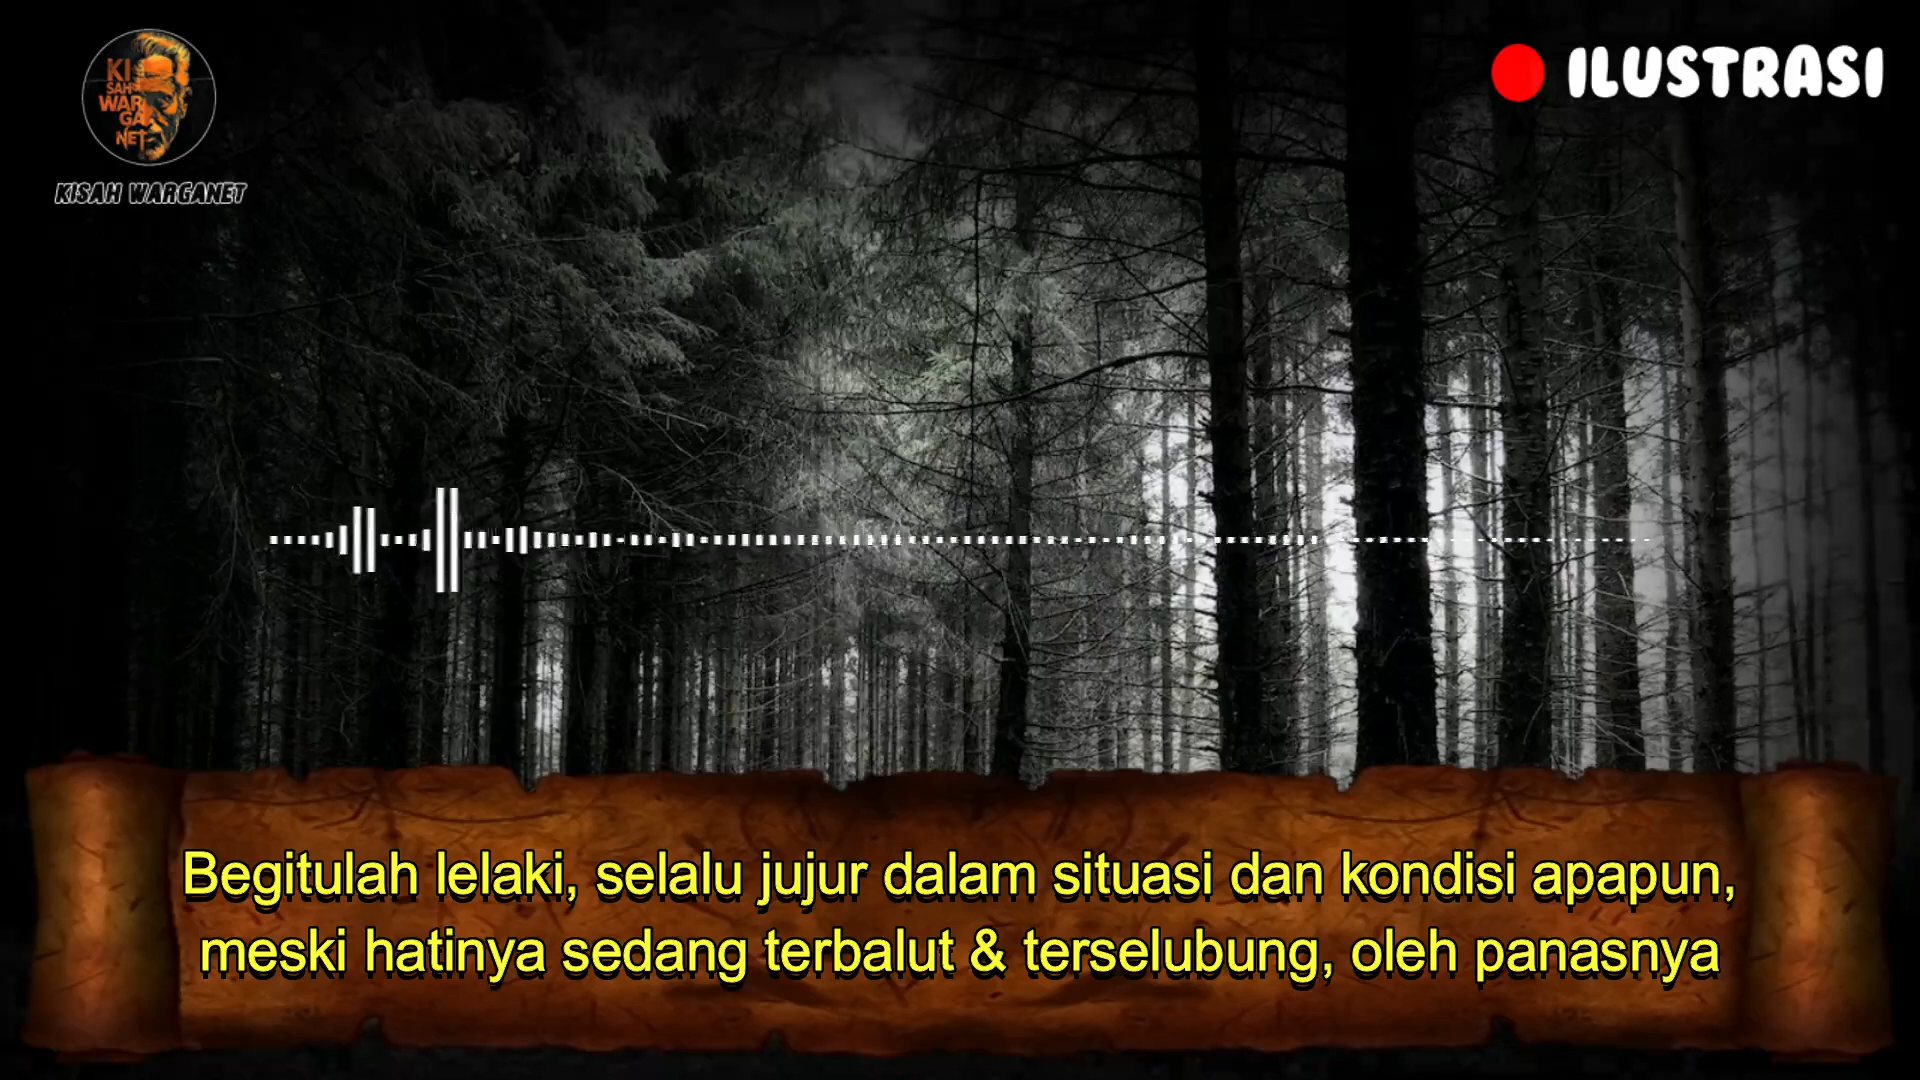 KI
SAH
WAR
GA
NET
KISAH WARGANET
ILUSTRASI
Begitulah lelaki, selalu jujur dalam situasi dan kondisi apapun,
meski hatinya sedang terbalut & terselubung, oleh panasnya